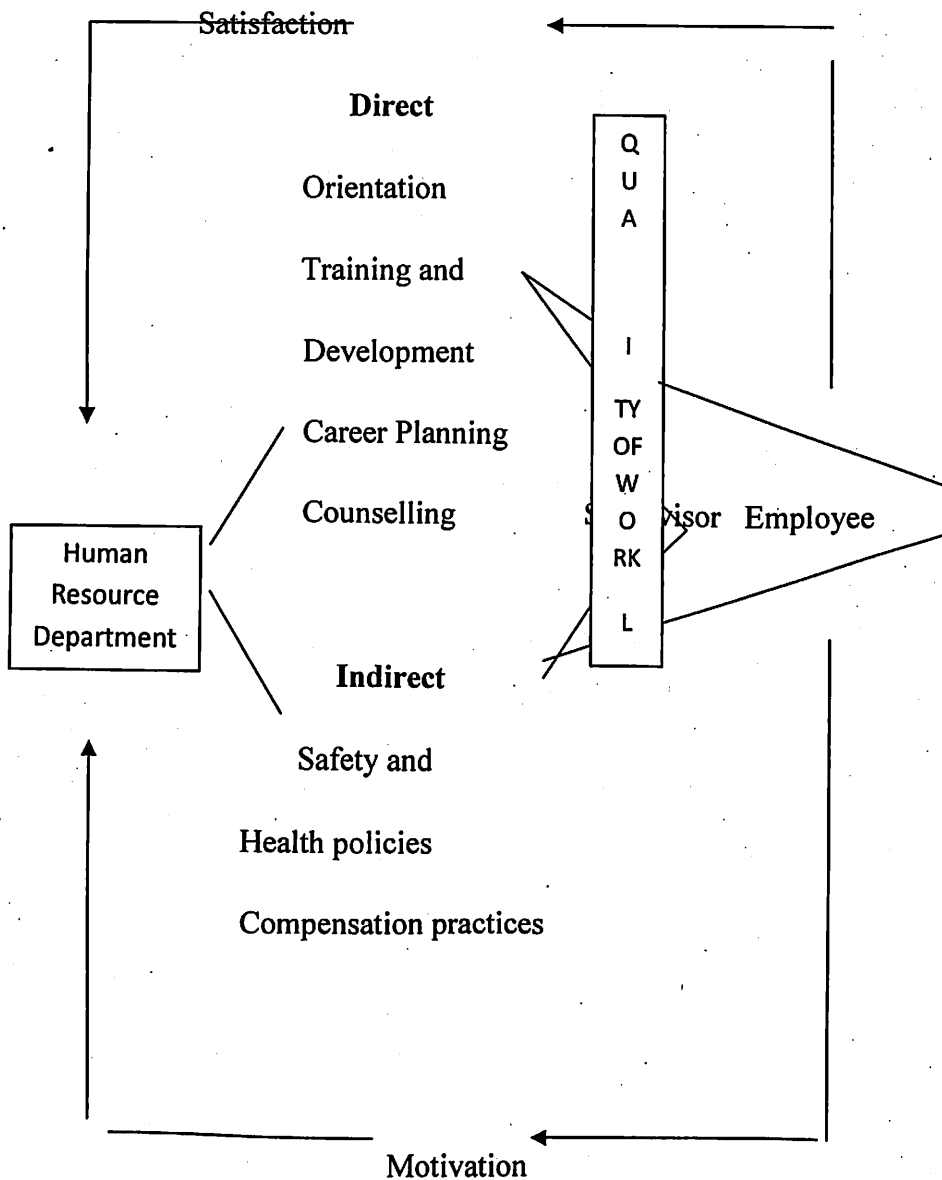 Satisfaction
Direct
Orientation
Training and
Development
Career Planning
Counselling
Human
Resource
Department
Indirect
Safety and
Health policies
Compensation practices
Q
U
A
I
TY
OF
W
O
RK
L
visor Employee
Motivation